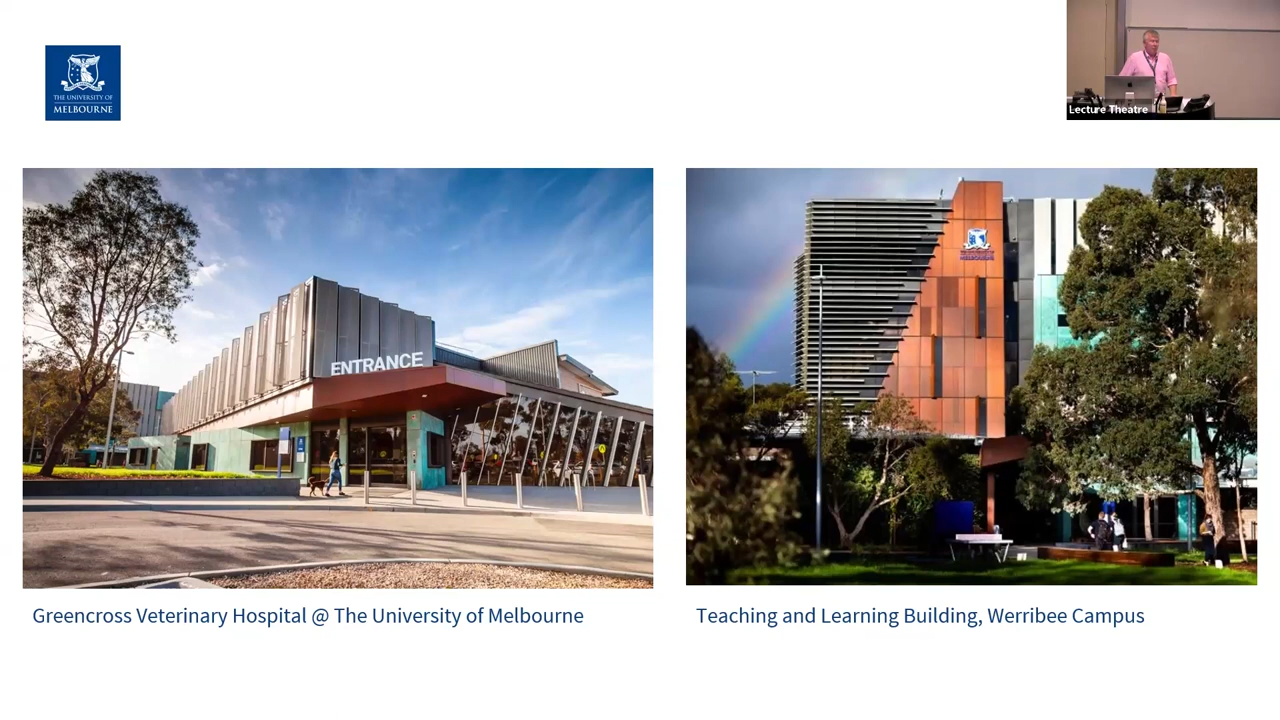 THE UNIVERSITY OF
MELBOURNE
Lecture Theatre
ENTRANCE
Greencross Veterinary Hospital @ The University of Melbourne
Teaching and Learning Building, Werribee Campus